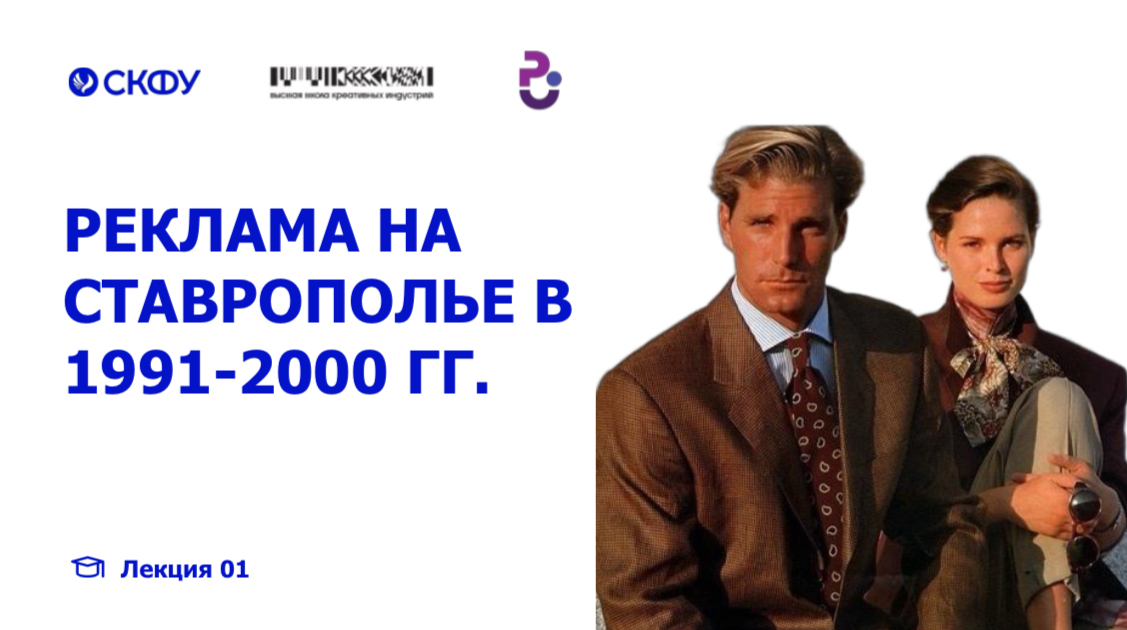 СКФУ
высшая школа креативных индустрий
РЕКЛАМА НА
СТАВРОПОЛЬЕ В
1991-2000 ГГ.
Лекция 01